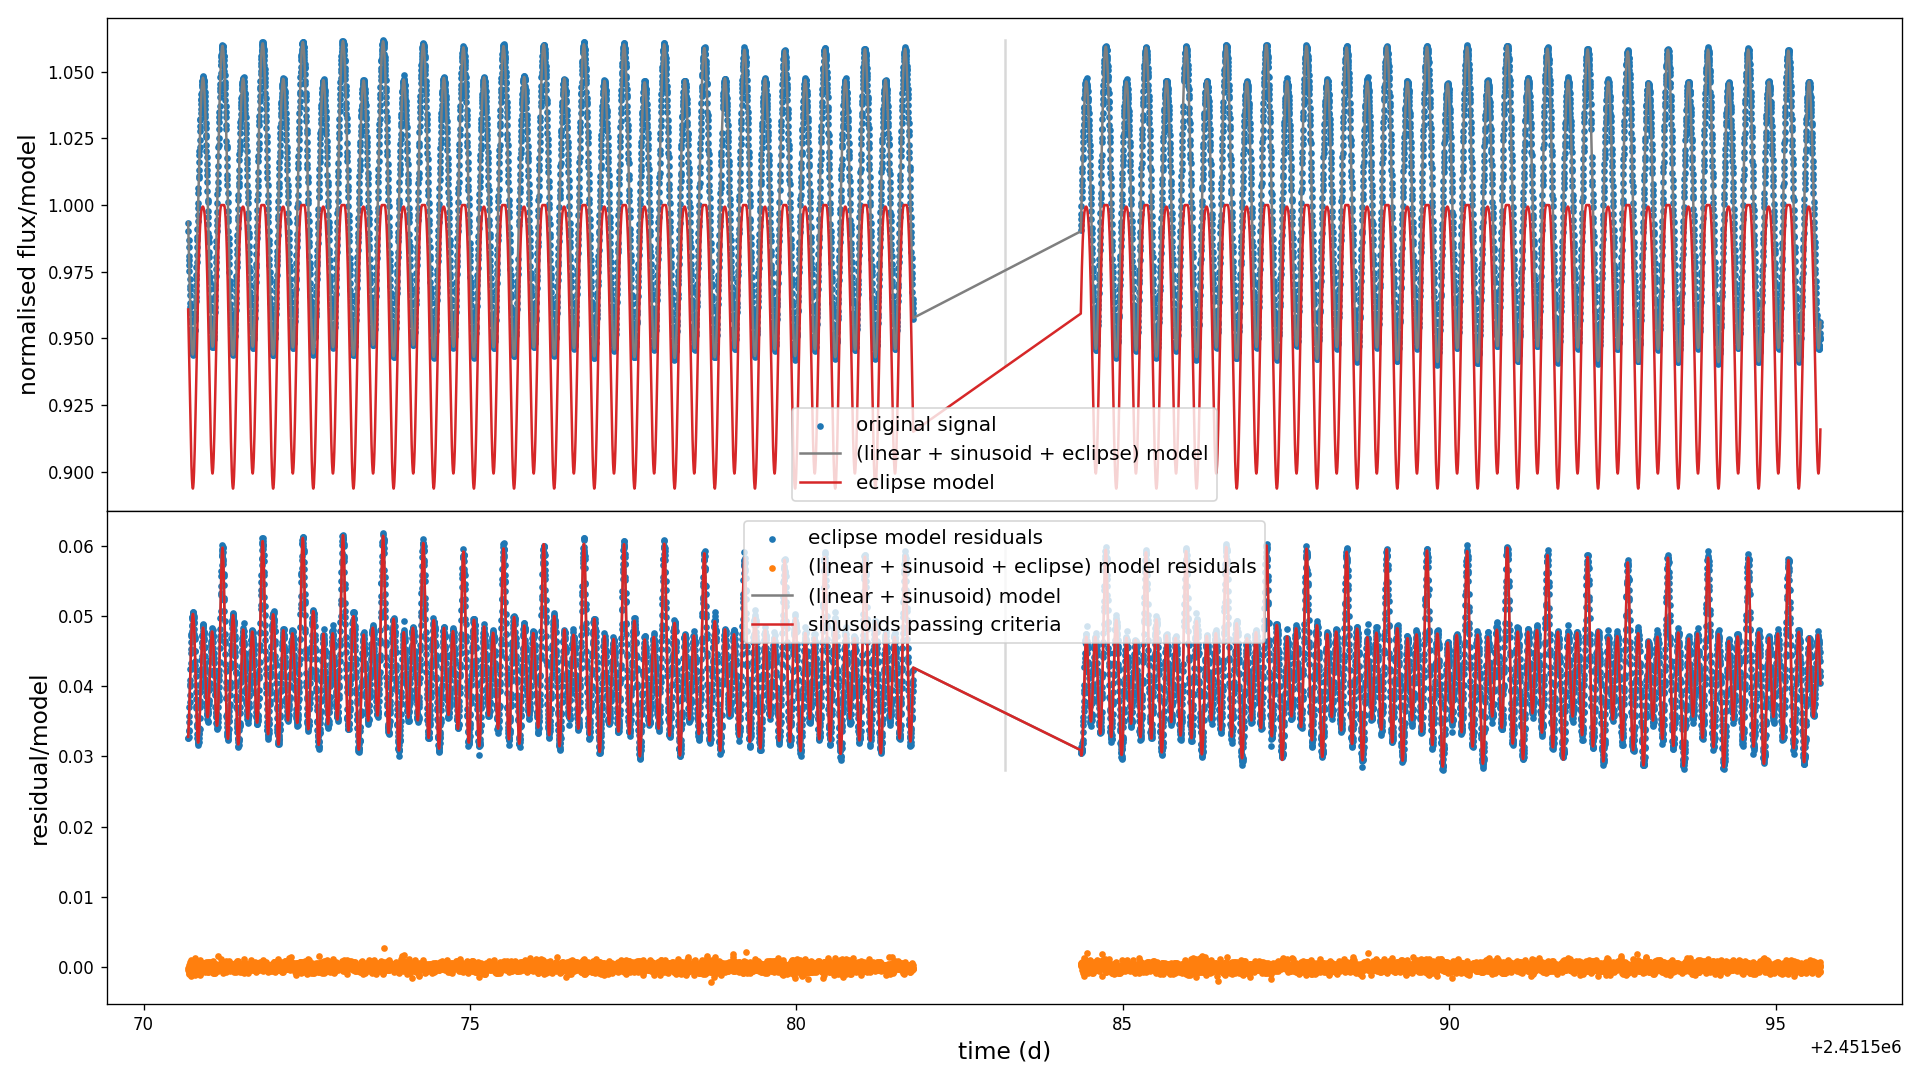 normalised flux/model
1.050
1.025
1.000
0.975
0.950
0.925
0.900
original signal
(linear + sinusoid + eclipse) model
eclipse model
residual/model
0.06
0.05
0.04
0.03
0.02
0.01
0.00
eclipse model residuals
(linear + sinusoid + eclipse) model residuals
(linear + sinusoid) model
sinusoids passing criteria
70 75 80 85 90 95
time (d)
+2.4515e6